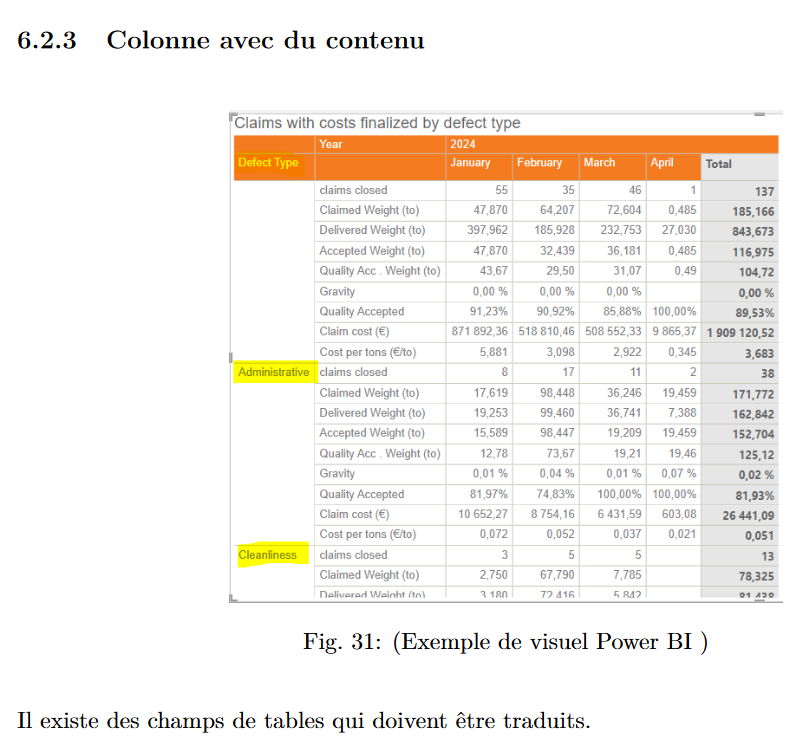 6.2.3 Colonne avec du contenu
Claims with costs finalized by defect type
Year 2024
Defect Type January February March April Total
claims closed 55 35 46 1 137
Claimed Weight (to) 47,870 64,207 72,604 0,485 185,166
Delivered Weight (to) 397,962 185,928 232,753 27,030 843,673
Accepted Weight (to) 47,870 32,439 36,181 0,485 116,975
Quality Acc . Weight (to) 43,67 29,50 31,07 0,49 104,72
Gravity 0,00 % 0,00 % 0,00 % 0,00 %
Quality Accepted 91,23% 90,92% 85,88% 100,00% 89,53%
Claim cost (€) 871 892,36 518 810,46 508 552,33 9 865,37 1 909 120,52
Cost per tons (€/to) 5,881 3,098 2,922 0,345 3,683
Administrative claims closed 8 17 11 2 38
Claimed Weight (to) 17,619 98,448 36,246 19,459 171,772
Delivered Weight (to) 19,253 99,460 36,741 7,388 162,842
Accepted Weight (to) 15,589 98,447 19,209 19,459 152,704
Quality Acc . Weight (to) 12,78 73,67 19,21 19,46 125,12
Gravity 0,01 % 0,04 % 0,01 % 0,07 % 0,02 %
Quality Accepted 81,97% 74,83% 100,00% 100,00% 81,93%
Claim cost (€) 10 652,27 8 754,16 6 431,59 603,08 26 441,09
Cost per tons (€/to) 0,072 0,052 0,037 0,021 0,051
Cleanliness claims closed 3 5 5 13
Claimed Weight (to) 2,750 67,790 7,785 78,325
Delivered Weight (to) 3,180 72,416 5,842 81,438
Fig. 31: (Exemple de visuel Power BI )
Il existe des champs de tables qui doivent être traduits.